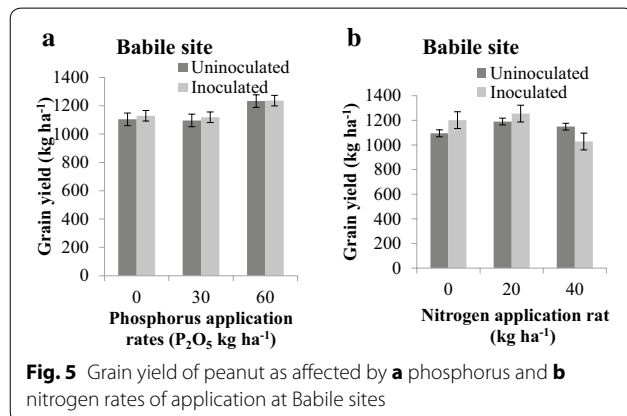 a
Babile site
Uninoculated
Inoculated
Grain yield (kg ha-1)
1400
1200
1000
800
600
400
200
0
0 30 60
Phosphorus application
rates (P2O5 kg ha-1)
b
Babile site
Uninoculated
Inoculated
Grain yield (kg ha-1)
1400
1200
1000
800
600
400
200
0
0 20 40
Nitrogen application rat
(kg ha-1)
Fig. 5 Grain yield of peanut as affected by a phosphorus and b
nitrogen rates of application at Babile sites